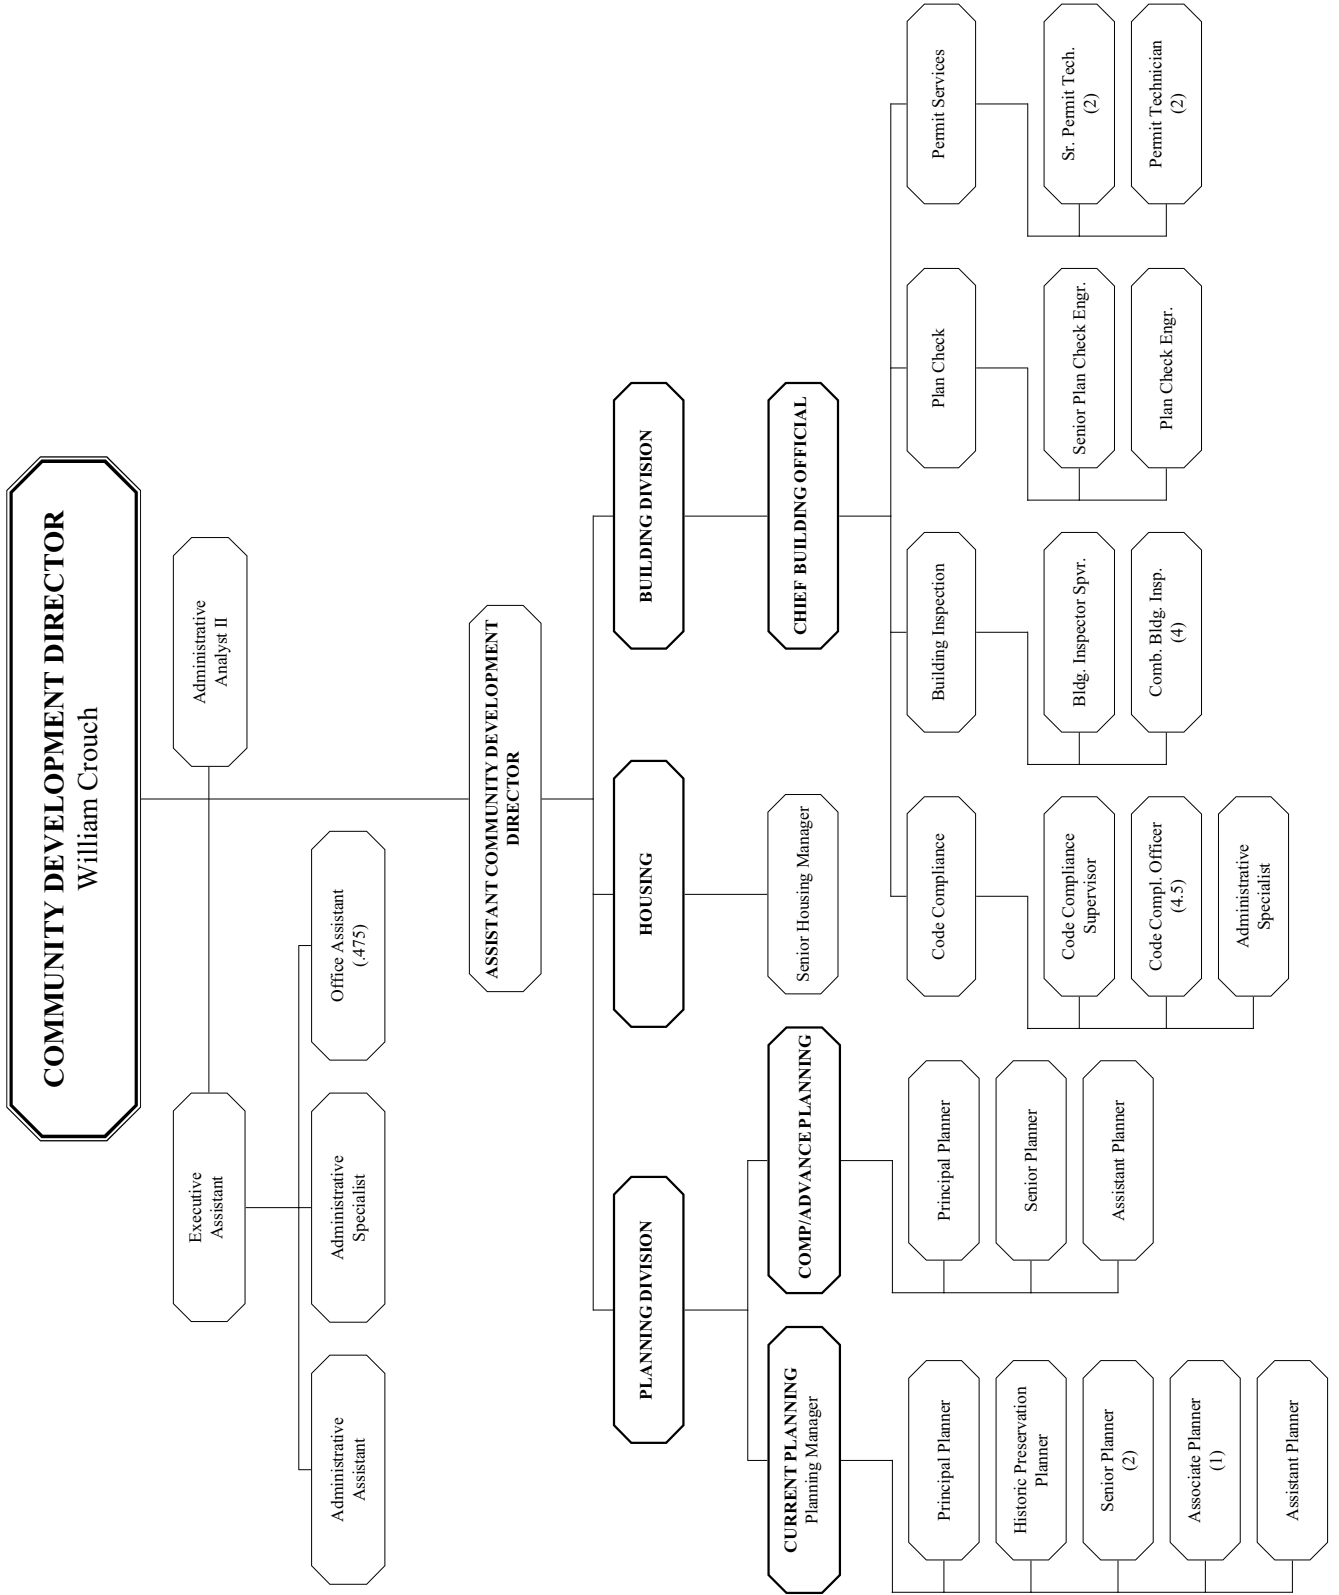 COMMUNITY DEVELOPMENT DIRECTOR
William Crouch
Executive
Assistant
Administrative
Analyst II
Administrative
Assistant
Administrative
Specialist
Office Assistant
(.475)
ASSISTANT COMMUNITY DEVELOPMENT
DIRECTOR
PLANNING DIVISION
HOUSING
BUILDING DIVISION
CURRENT PLANNING
Planning Manager
COMP/ADVANCE PLANNING
Senior Housing Manager
CHIEF BUILDING OFFICIAL
Principal Planner
Historic Preservation
Planner
Senior Planner
(2)
Associate Planner
(1)
Assistant Planner
Principal Planner
Senior Planner
Assistant Planner
Code Compliance
Code Compliance
Supervisor
Code Compl. Officer
(4.5)
Administrative
Specialist
Building Inspection
Bldg. Inspector Spvr.
Comb. Bldg. Insp.
(4)
Plan Check
Senior Plan Check Engr.
Plan Check Engr.
Permit Services
Sr. Permit Tech.
(2)
Permit Technician
(2)